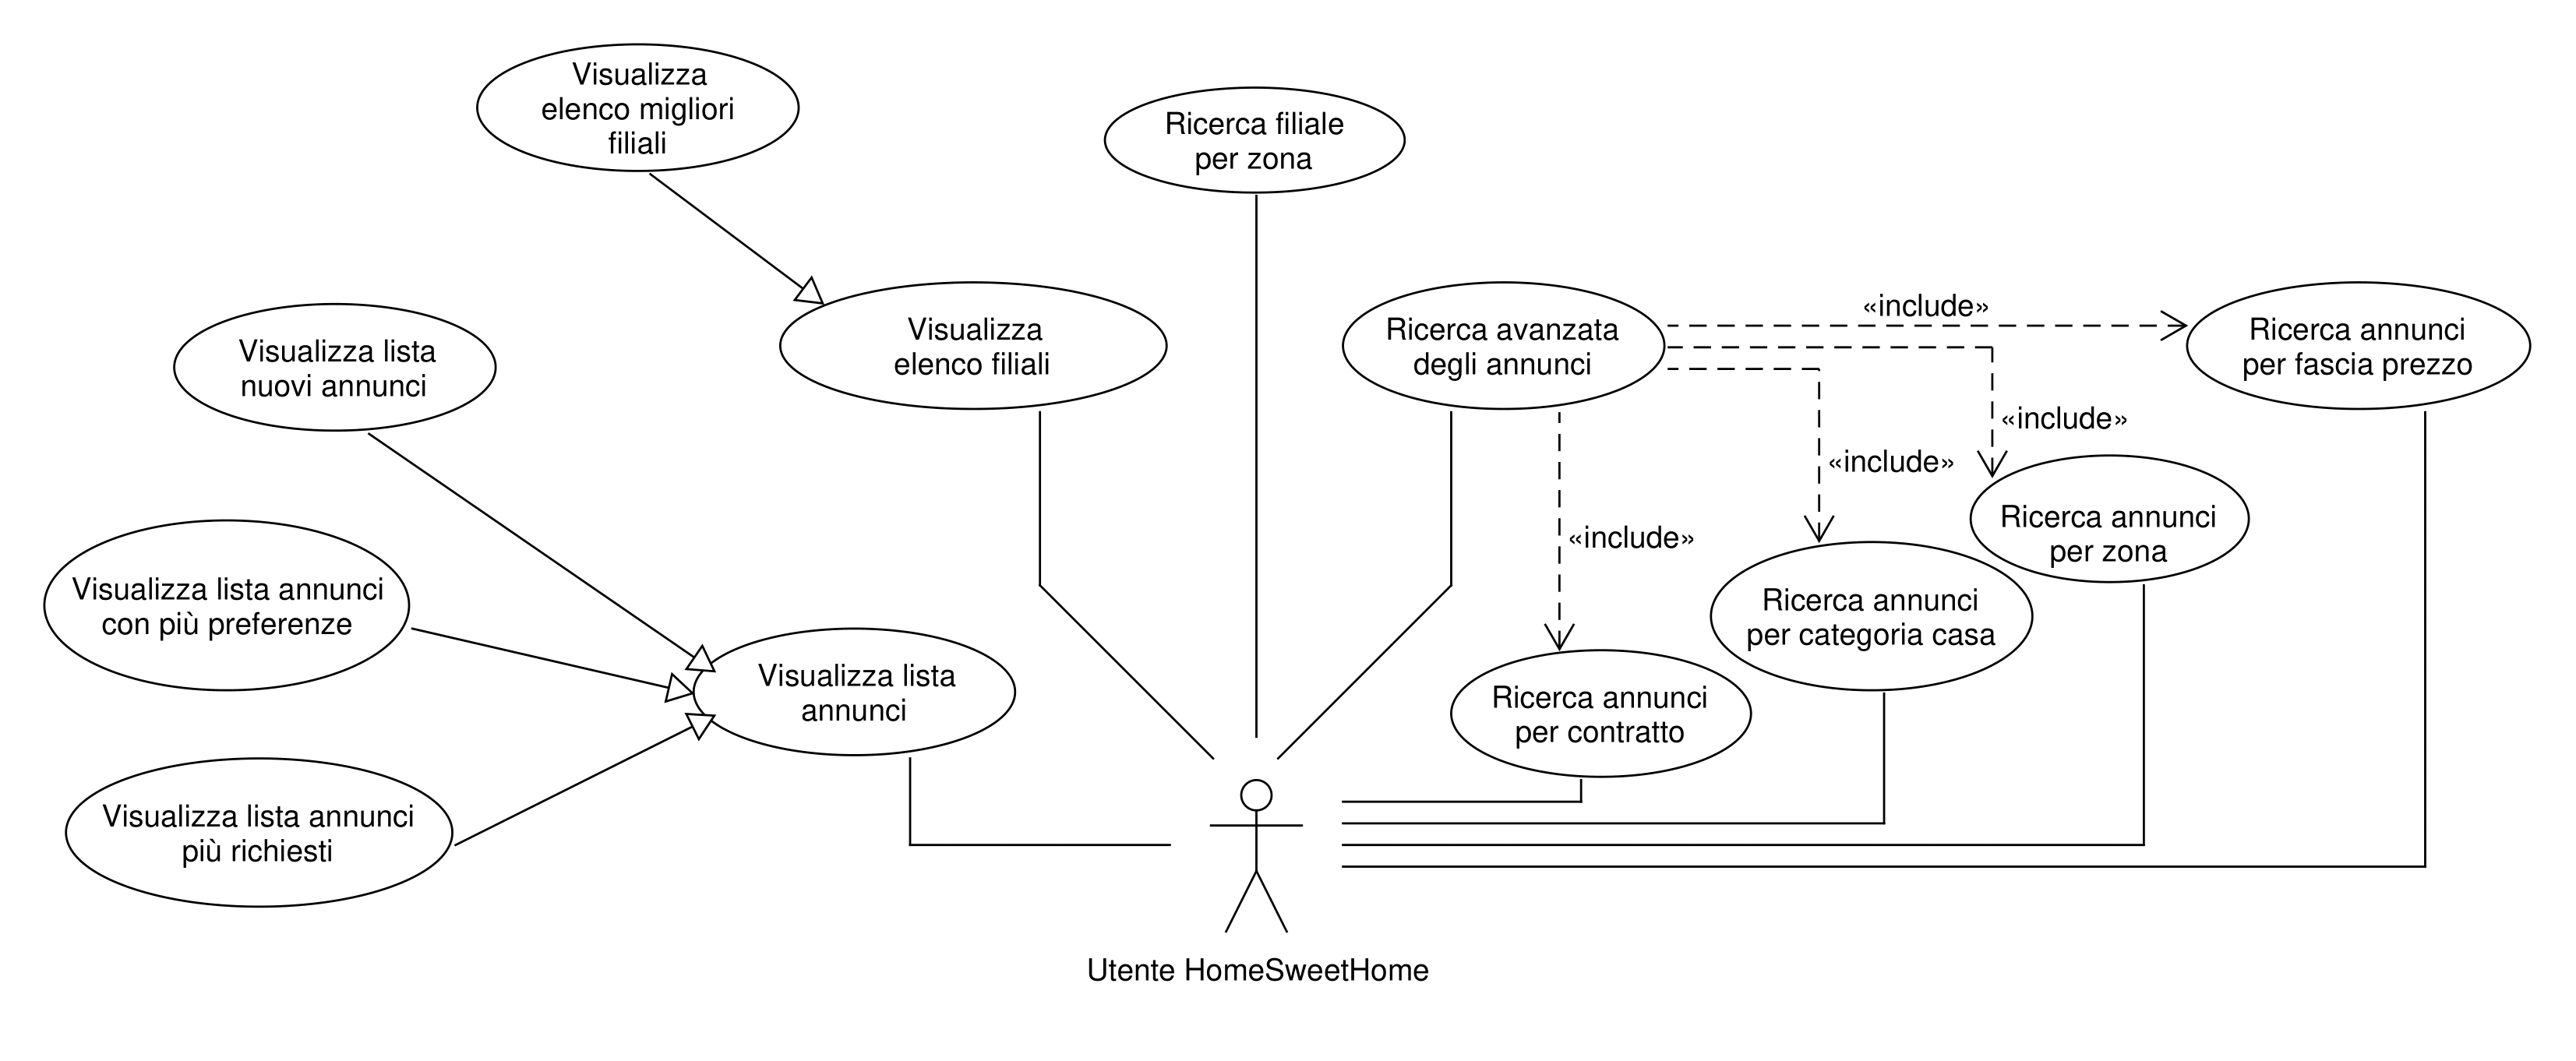 Visualizza
elenco migliori
filiali
Ricerca filiale
per zona
Visualizza lista
nuovi annunci
Visualizza
elenco filiali
Ricerca avanzata
degli annunci
«include»
Ricerca annunci
per fascia prezzo
«include»
«include»
«include»
Ricerca annunci
per zona
Visualizza lista annunci
con più preferenze
Ricerca annunci
per categoria casa
Visualizza lista
annunci
Ricerca annunci
per contratto
Visualizza lista annunci
più richiesti
Utente HomeSweetHome